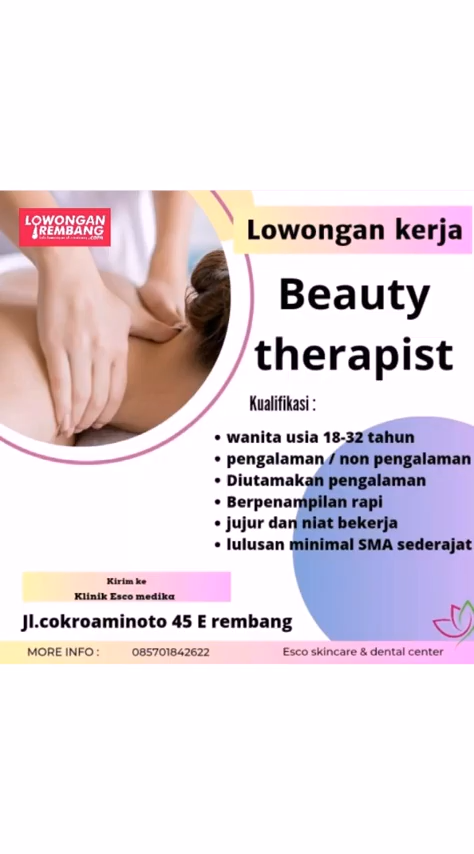 LOWONGAN
REMBANG
.com
Lowongan kerja
Beauty
therapist
Kualifikasi :
• wanita usia 18-32 tahun
• pengalaman / non pengalaman
• Diutamakan pengalaman
• Berpenampilan rapi
• jujur dan niat bekerja
• lulusan minimal SMA sederajat
Kirim ke
Klinik Esco medika
Jl.cokroaminoto 45 E rembang
MORE INFO : 085701842622 Esco skincare & dental center